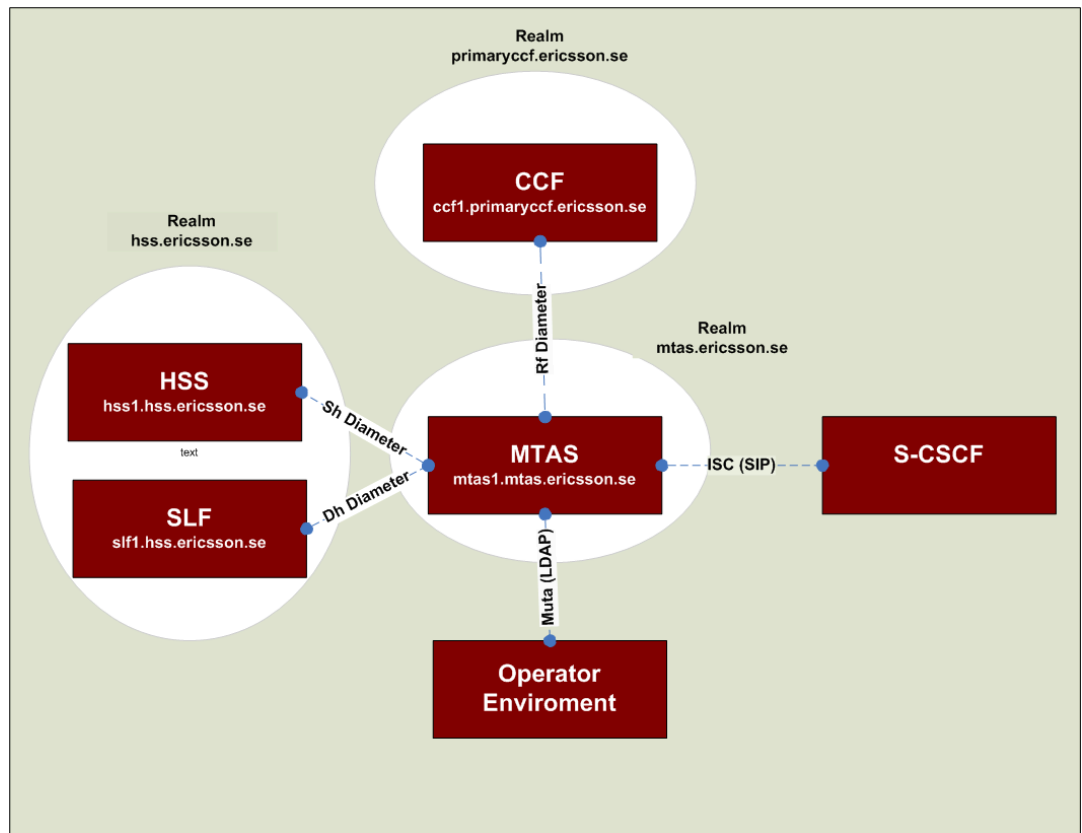 Realm
primaryccf.ericsson.se
CCF
ccf1.primaryccf.ericsson.se
Realm
hss.ericsson.se
Rf Diameter
Realm
mtas.ericsson.se
HSS
hss1.hss.ericsson.se
text
Sh Diameter
MTAS
mtas1.mtas.ericsson.se
ISC (SIP)
S-CSCF
Dh Diameter
SLF
slf1.hss.ericsson.se
Muta (LDAP)
Operator
Enviroment